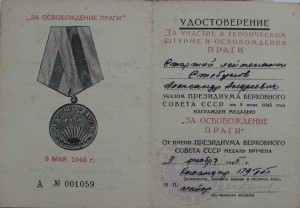 "ЗА ОСВОБОЖДЕНИЕ ПРАГИ"
9 МАЯ 1945 г.
А № 001059
УДОСТОВЕРЕНИЕ
ЗА УЧАСТИЕ В ГЕРОИЧЕСКОМ
ШТУРМЕ И ОСВОБОЖДЕНИИ
ПРАГИ
Старший лейтенант
Александр Андреевич
УКАЗОМ ПРЕЗИДИУМА ВЕРХОВНОГО
СОВЕТА СССР от 9 июня 1945 года
НАГРАЖДЕН МЕДАЛЬЮ
"ЗА ОСВОБОЖДЕНИЕ
ПРАГИ"
ОТ ИМЕНИ ПРЕЗИДИУМА ВЕРХОВНОГО
СОВЕТА СССР МЕДАЛЬ ВРУЧЕНА
Командир
М. П.